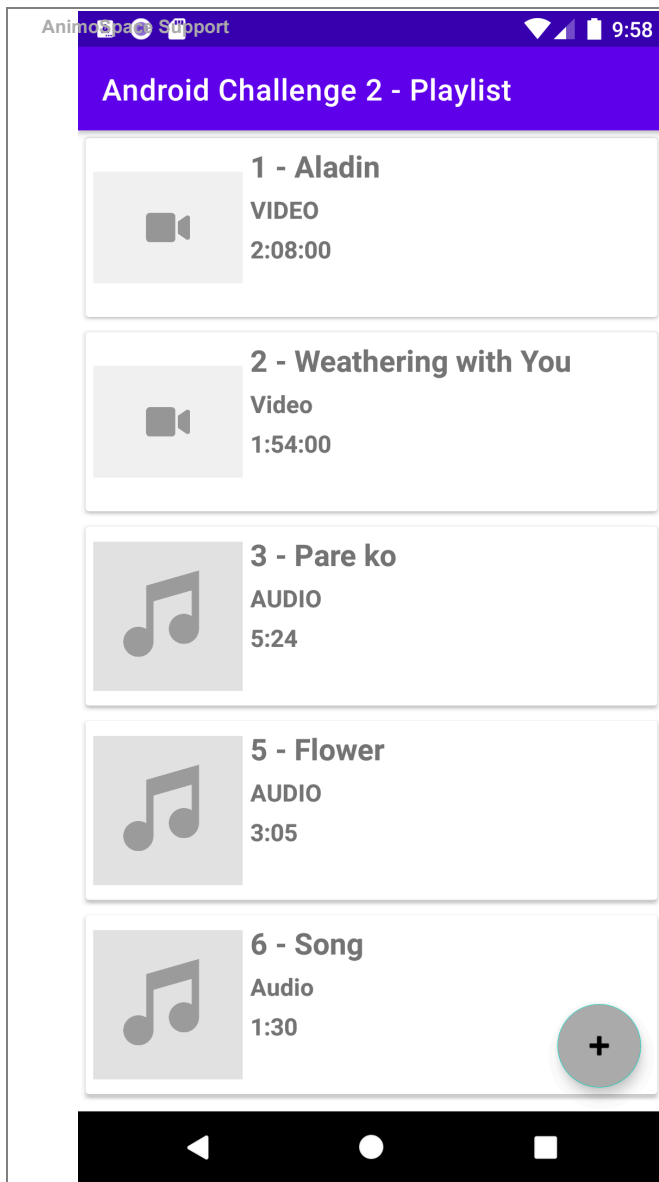 AnimoSpace Support
9:58
Android Challenge 2 - Playlist
1 - Aladin
VIDEO
2:08:00
2 - Weathering with You
Video
1:54:00
3 - Pare ko
AUDIO
5:24
5 - Flower
AUDIO
3:05
6 - Song
Audio
1:30
+